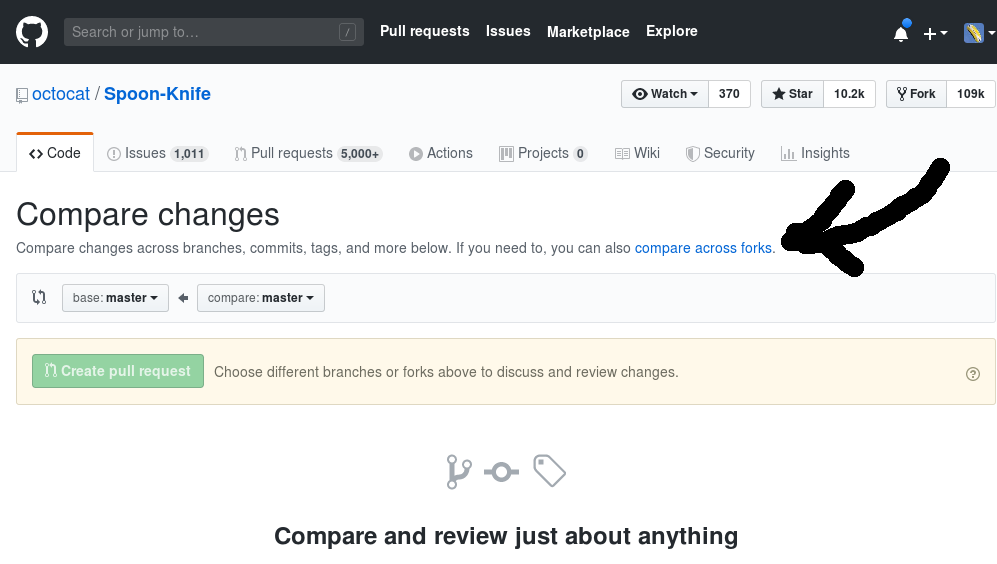 Search or jump to… /
Pull requests Issues Marketplace Explore
octocat / Spoon-Knife
Watch 370 Star 10.2k Fork 109k
Code Issues 1,011 Pull requests 5,000+ Actions Projects 0 Wiki Security Insights
Compare changes
Compare changes across branches, commits, tags, and more below. If you need to, you can also compare across forks.
base: master compare: master
Create pull request Choose different branches or forks above to discuss and review changes.
Compare and review just about anything